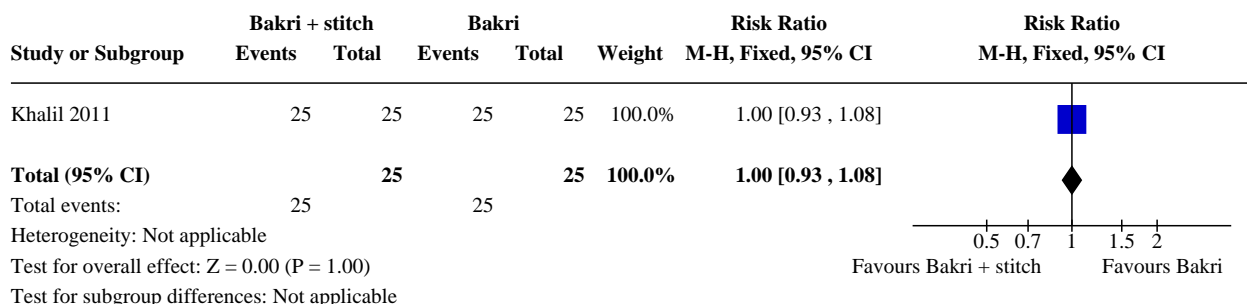 Bakri + stitch Bakri Risk Ratio Risk Ratio
Study or Subgroup Events Total Events Total Weight M-H, Fixed, 95% CI M-H, Fixed, 95% CI
Khalil 2011 25 25 25 25 100.0% 1.00 [0.93 , 1.08]
Total (95% CI) 25 25 100.0% 1.00 [0.93 , 1.08]
Total events: 25 25
Heterogeneity: Not applicable
0.5 0.7 1 1.5 2
Test for overall effect: Z = 0.00 (P = 1.00) Favours Bakri + stitch Favours Bakri
Test for subgroup differences: Not applicable